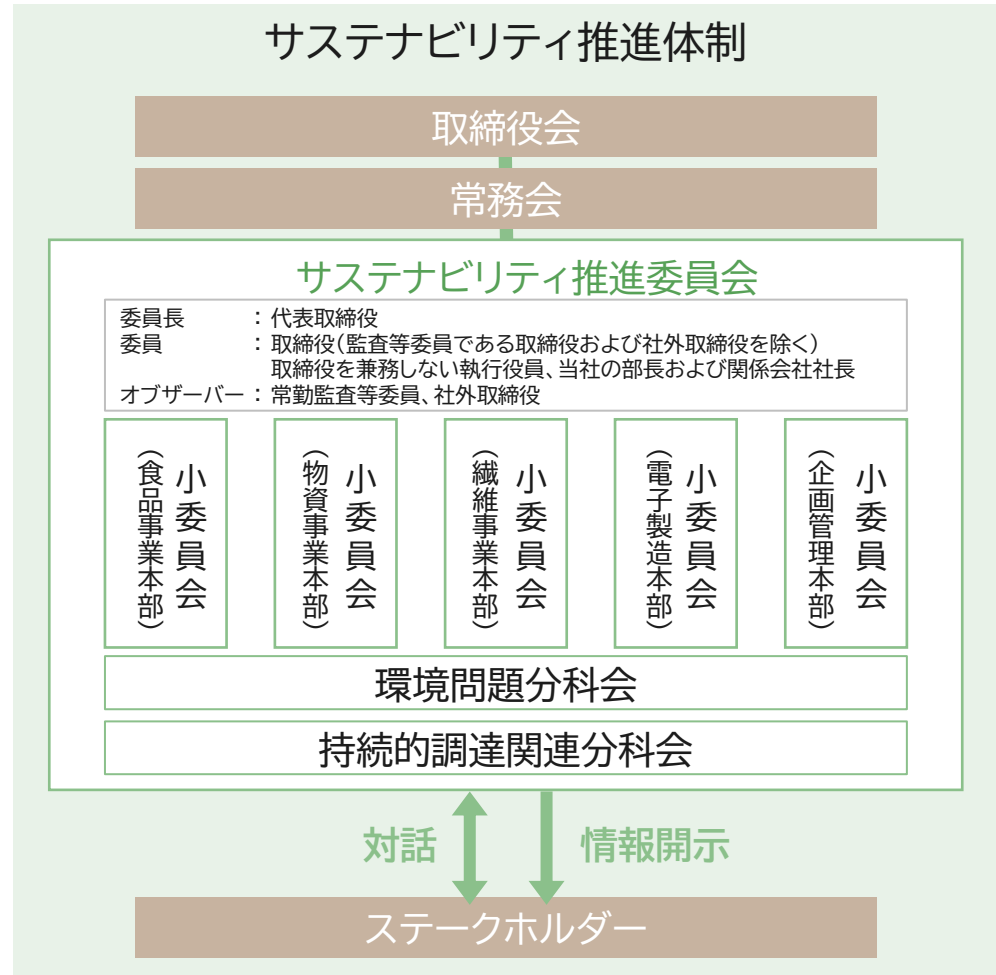 サステナビリティ推進体制
取締役会
常務会
サステナビリティ推進委員会
委員長 : 代表取締役
委員 : 取締役(監査等委員である取締役および社外取締役を除く)
取締役を兼務しない執行役員、当社の部長および関係会社社長
オブザーバー : 常勤監査等委員、社外取締役
小委員会
(食品事業本部)
小委員会
(物資事業本部)
小委員会
(繊維事業本部)
小委員会
(電子製造本部)
小委員会
(企画管理本部)
環境問題分科会
持続的調達関連分科会
対話
情報開示
ステークホルダー